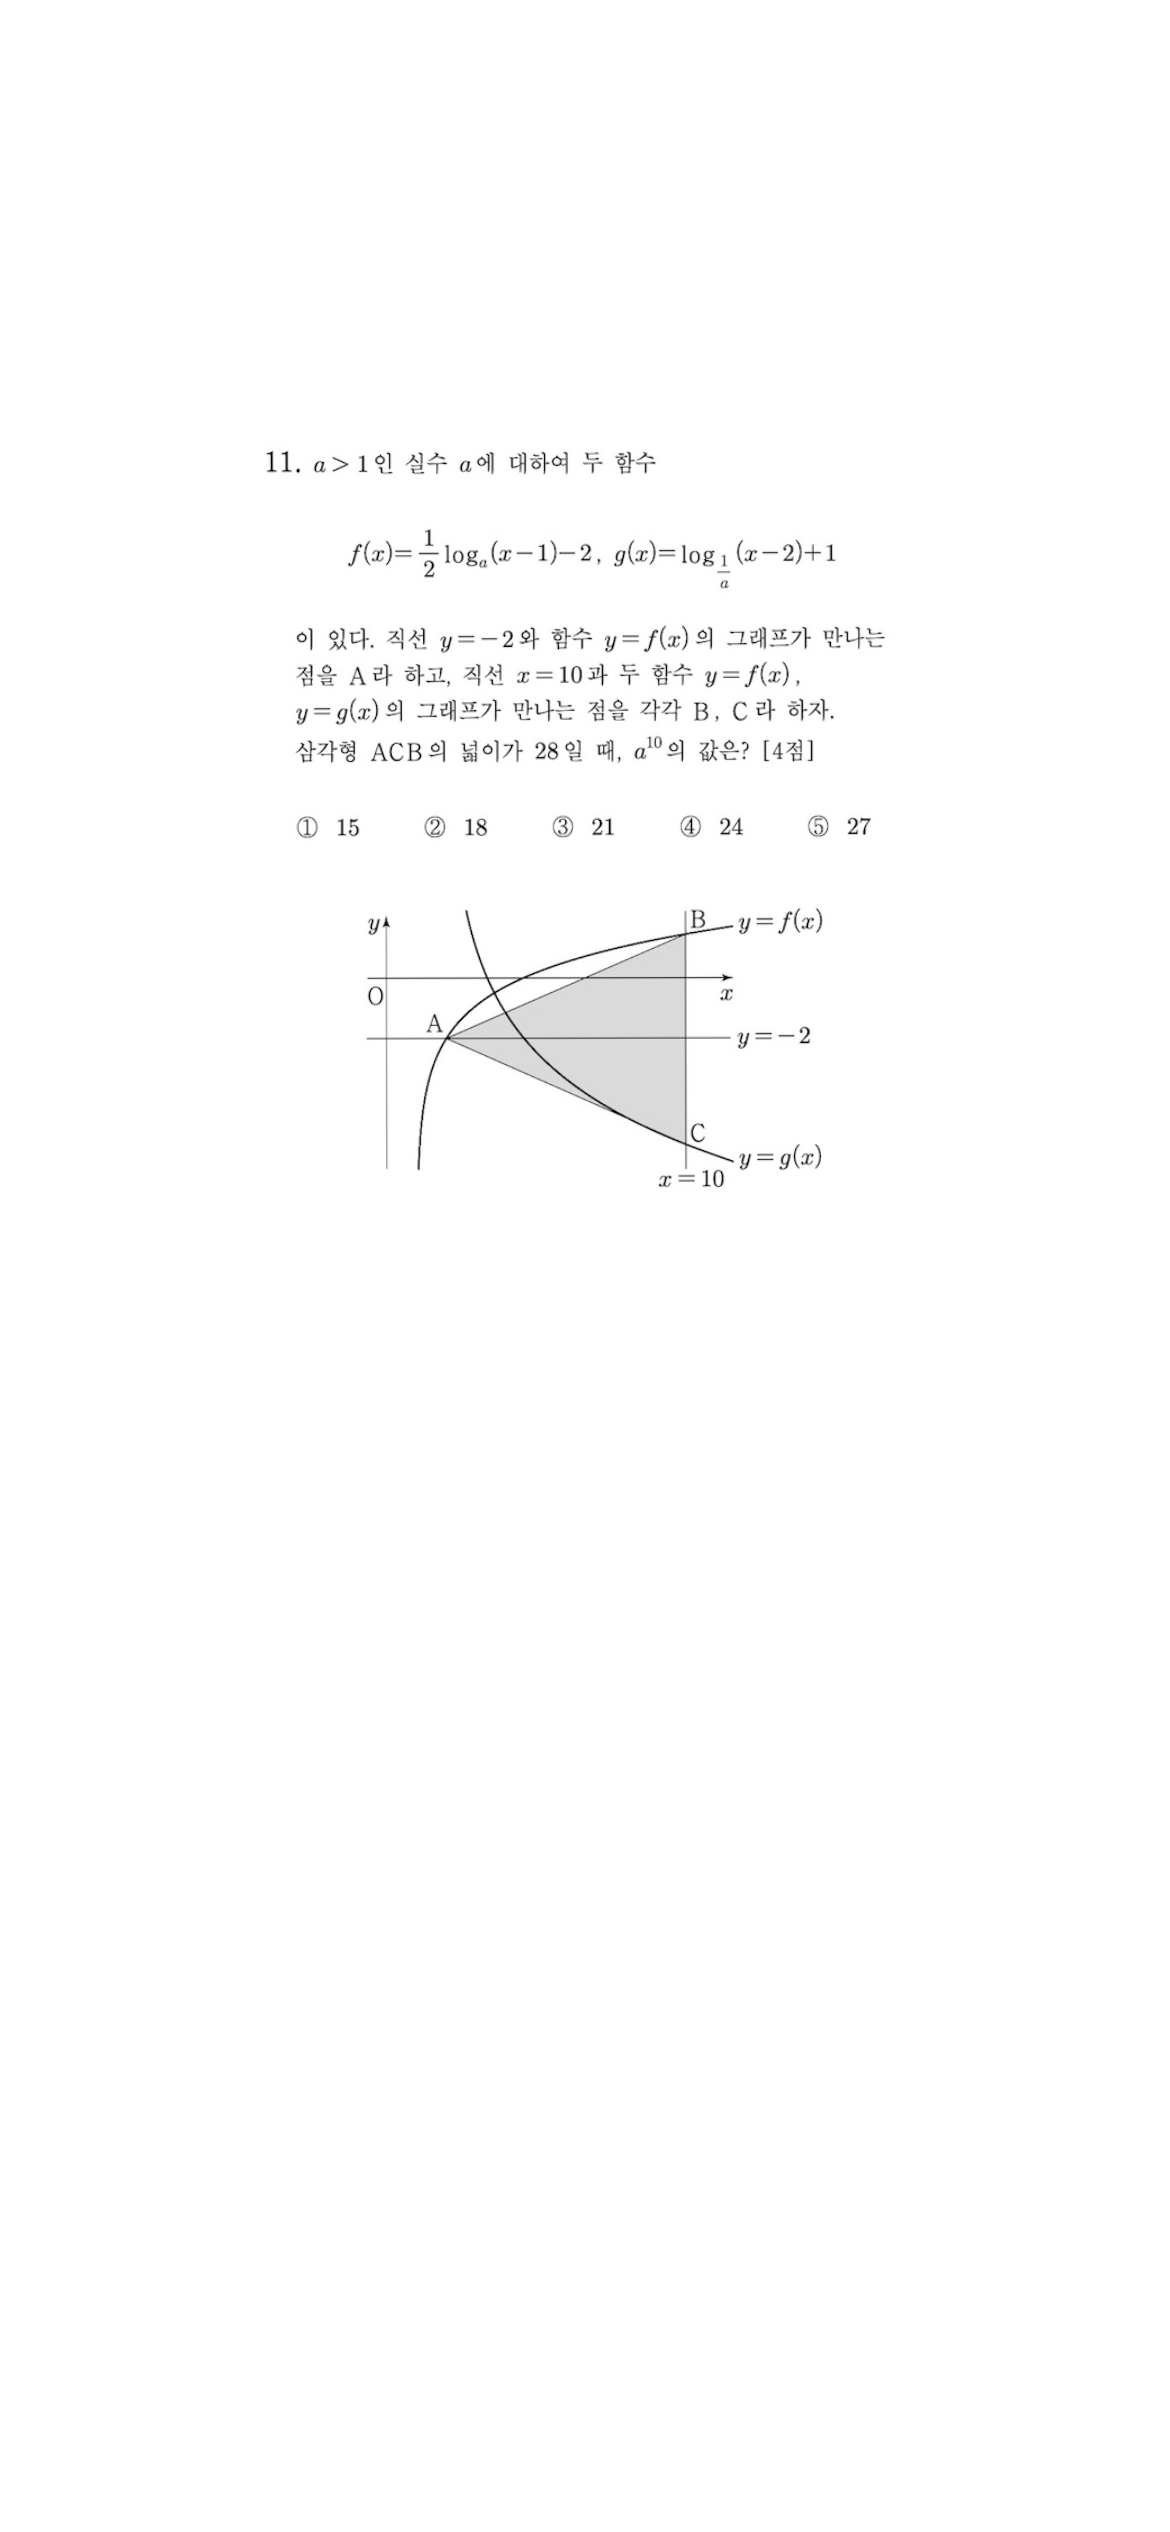 11. a>1인 실수 a에 대하여 두 함수
f(x)=\frac{1}{2}\log_{a}(x-1)-2, g(x)=\log_{\frac{1}{a}}(x-2)+1
이 있다. 직선 y=-2와 함수 y=f(x)의 그래프가 만나는
점을 A라 하고, 직선 x=10과 두 함수 y=f(x),
y=g(x)의 그래프가 만나는 점을 각각 B, C라 하자.
삼각형 ACB의 넓이가 28일 때, a^{10}의 값은? [4점]
① 15 ② 18 ③ 21 ④ 24 ⑤ 27
y B y=f(x)
O x
A y=-2
C
y=g(x)
x=10